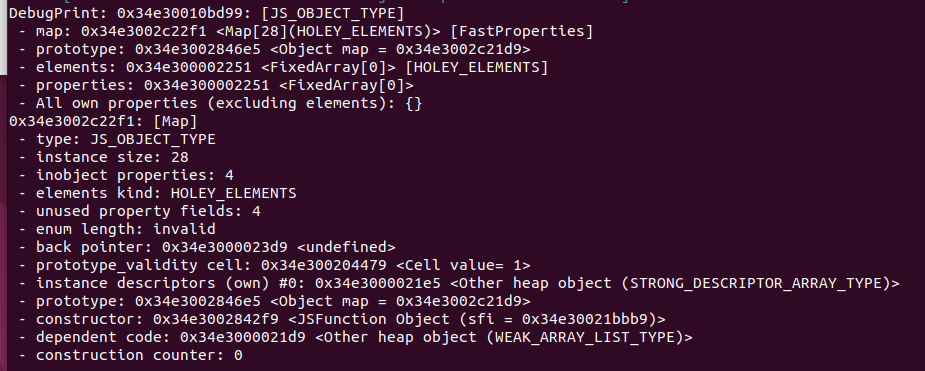 DebugPrint: 0x34e30010bd99: [JS_OBJECT_TYPE]
- map: 0x34e3002c22f1 <Map[28](HOLEY_ELEMENTS)> [FastProperties]
- prototype: 0x34e3002846e5 <Object map = 0x34e3002c21d9>
- elements: 0x34e300002251 <FixedArray[0]> [HOLEY_ELEMENTS]
- properties: 0x34e300002251 <FixedArray[0]>
- All own properties (excluding elements): {}
0x34e3002c22f1: [Map]
- type: JS_OBJECT_TYPE
- instance size: 28
- inobject properties: 4
- elements kind: HOLEY_ELEMENTS
- unused property fields: 4
- enum length: invalid
- back pointer: 0x34e3000023d9 <undefined>
- prototype_validity cell: 0x34e300204479 <Cell value= 1>
- instance descriptors (own) #0: 0x34e3000021e5 <Other heap object (STRONG_DESCRIPTOR_ARRAY_TYPE)>
- prototype: 0x34e3002846e5 <Object map = 0x34e3002c21d9>
- constructor: 0x34e3002842f9 <JSFunction Object (sfi = 0x34e30021bbb9)>
- dependent code: 0x34e3000021d9 <Other heap object (WEAK_ARRAY_LIST_TYPE)>
- construction counter: 0